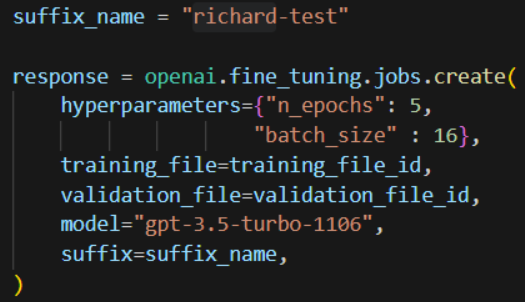 suffix_name = "richard-test"

response = openai.fine_tuning.jobs.create(
    hyperparameters={"n_epochs": 5,
                     "batch_size" : 16},
    training_file=training_file_id,
    validation_file=validation_file_id,
    model="gpt-3.5-turbo-1106",
    suffix=suffix_name,
)